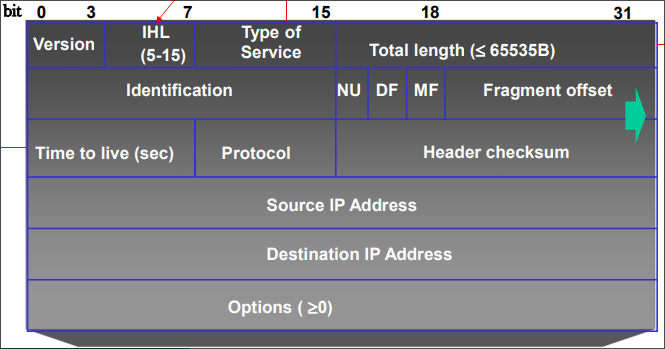 bit 0 3 7 15 18 31
Version IHL (5-15) Type of Service Total length (≤ 65535B)
Identification NU DF MF Fragment offset
Time to live (sec) Protocol Header checksum
Source IP Address
Destination IP Address
Options ( ≥0)